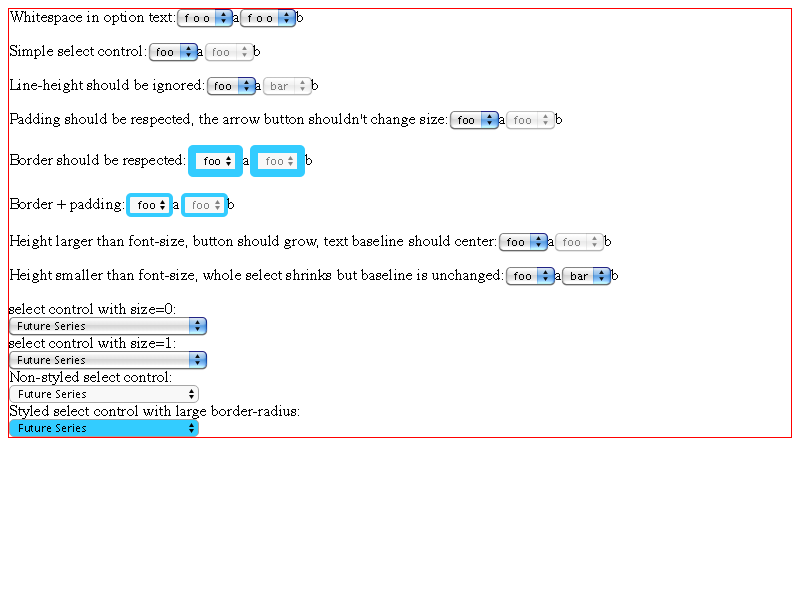 Whitespace in option text: f o o a f o o b
Simple select control: foo a foo b
Line-height should be ignored: foo a bar b
Padding should be respected, the arrow button shouldn't change size: foo a foo b
Border should be respected: foo a foo b
Border + padding: foo a foo b
Height larger than font-size, button should grow, text baseline should center: foo a foo b
Height smaller than font-size, whole select shrinks but baseline is unchanged: foo a bar b
select control with size=0:
Future Series
select control with size=1:
Future Series
Non-styled select control:
Future Series
Styled select control with large border-radius:
Future Series